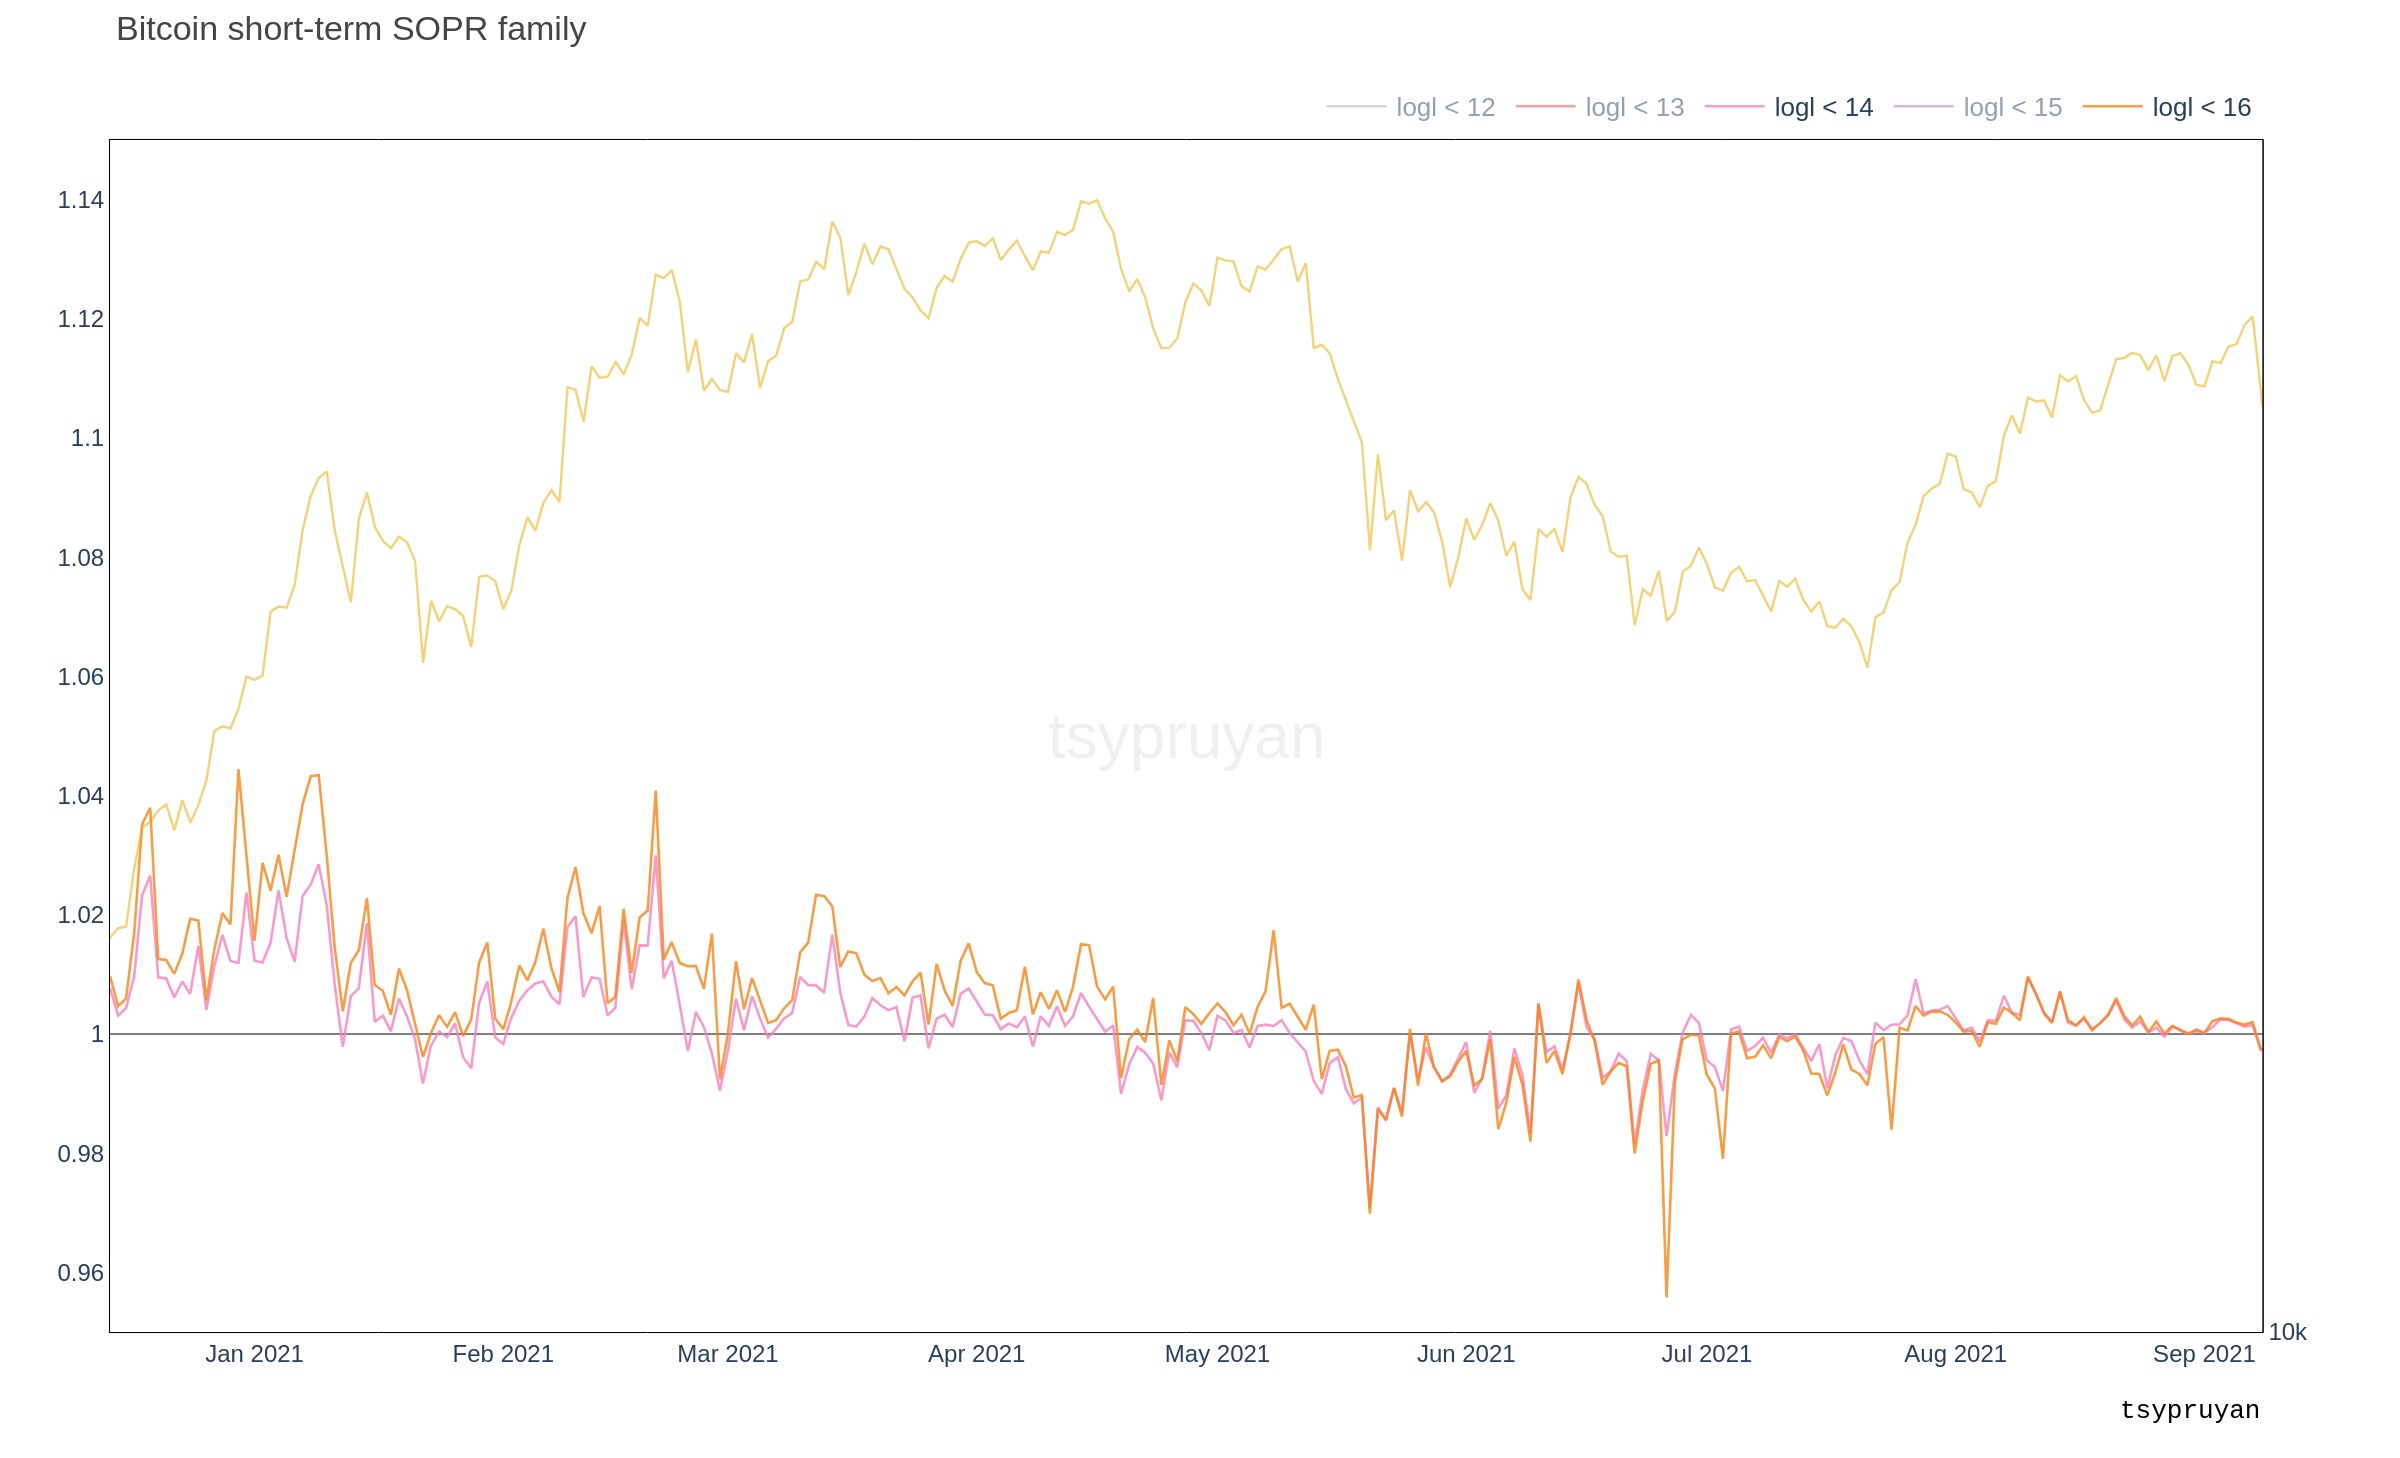 Bitcoin short-term SOPR family
logl < 12 logl < 13 logl < 14 logl < 15 logl < 16
1.14
1.12
1.1
1.08
1.06
1.04
1.02
1
0.98
0.96
tsypruyan
10k
Jan 2021 Feb 2021 Mar 2021 Apr 2021 May 2021 Jun 2021 Jul 2021 Aug 2021 Sep 2021
tsypruyan